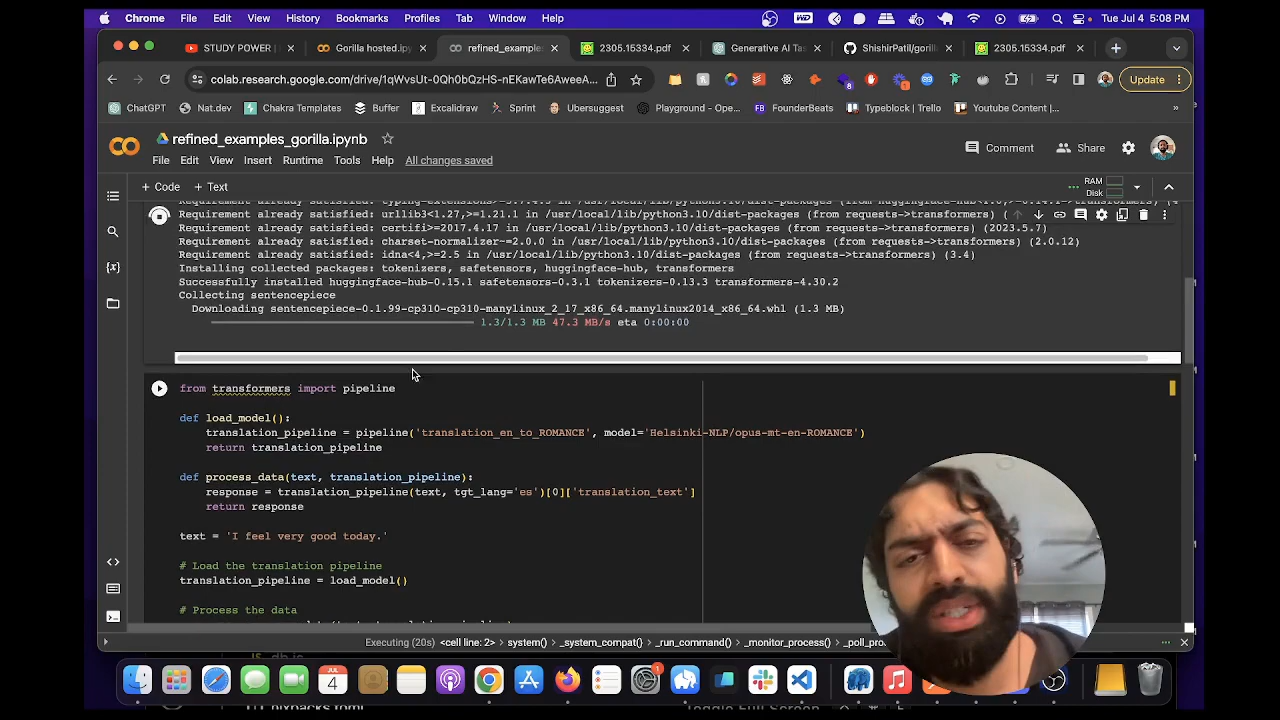 Chrome File Edit View History Bookmarks Profiles Tab Window Help Tue Jul 4 5:08 PM
STUDY POWER | Gorilla hosted.ipy refined_examples 2305.15334.pdf Generative AI Tas ShishirPatil/gorilla 2305.15334.pdf
colab.research.google.com/drive/1qWvsUt-0Qh0bQzHS-nEKawTe6AweeA... Update
ChatGPT Nat.dev Chakra Templates Buffer Excalidraw Sprint Ubersuggest Playground - Ope... FounderBeats Typeblock | Trello Youtube Content |... »
refined_examples_gorilla.ipynb
File Edit View Insert Runtime Tools Help All changes saved Comment Share
+ Code + Text RAM
Disk
Requirement already satisfied: urllib3<1.27,>=1.21.1 in /usr/local/lib/python3.10/dist-packages (from requests->transformers) (
Requirement already satisfied: certifi>=2017.4.17 in /usr/local/lib/python3.10/dist-packages (from requests->transformers) (2023.5.7)
Requirement already satisfied: charset-normalizer~=2.0.0 in /usr/local/lib/python3.10/dist-packages (from requests->transformers) (2.0.12)
Requirement already satisfied: idna<4,>=2.5 in /usr/local/lib/python3.10/dist-packages (from requests->transformers) (3.4)
Installing collected packages: tokenizers, safetensors, huggingface-hub, transformers
Successfully installed huggingface-hub-0.15.1 safetensors-0.3.1 tokenizers-0.13.3 transformers-4.30.2
Collecting sentencepiece
Downloading sentencepiece-0.1.99-cp310-cp310-manylinux_2_17_x86_64.manylinux2014_x86_64.whl (1.3 MB)
1.3/1.3 MB 47.3 MB/s eta 0:00:00
from transformers import pipeline
def load_model():
translation_pipeline = pipeline('translation_en_to_ROMANCE', model='Helsinki-NLP/opus-mt-en-ROMANCE')
return translation_pipeline
def process_data(text, translation_pipeline):
response = translation_pipeline(text, tgt_lang='es')[0]['translation_text']
return response
text = 'I feel very good today.'
# Load the translation pipeline
translation_pipeline = load_model()
# Process the data
Executing (20s) <cell line: 2> system() _system_compat() _run_command() _monitor_process() _poll_pro